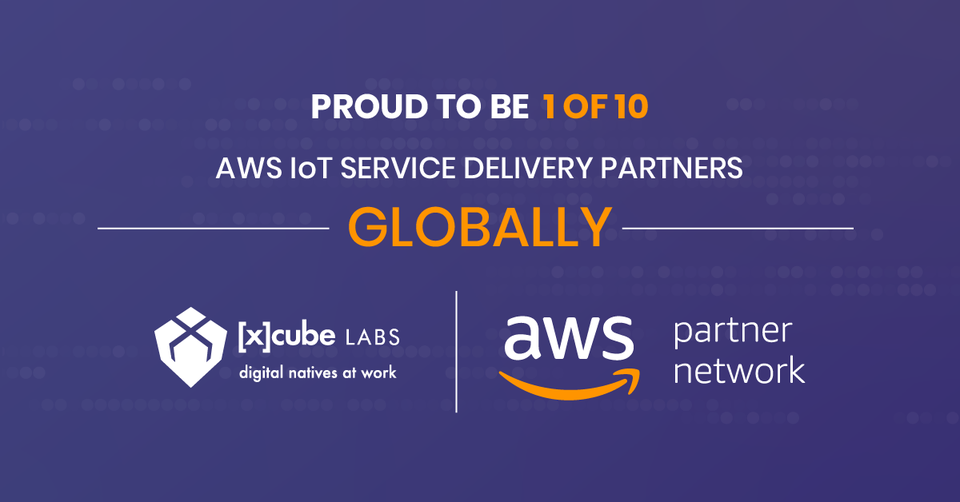 PROUD TO BE 1 OF 10
AWS IoT SERVICE DELIVERY PARTNERS
GLOBALLY
[x]cube LABS
digital natives at work
aws
partner
network